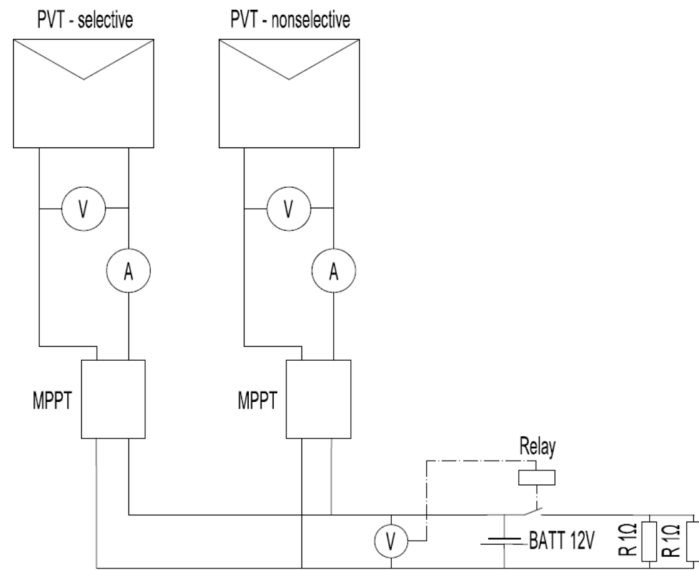 PVT - selective
PVT - nonselective
V
V
A
A
MPPT
MPPT
Relay
V
BATT 12V
R 1Ω
R 1Ω